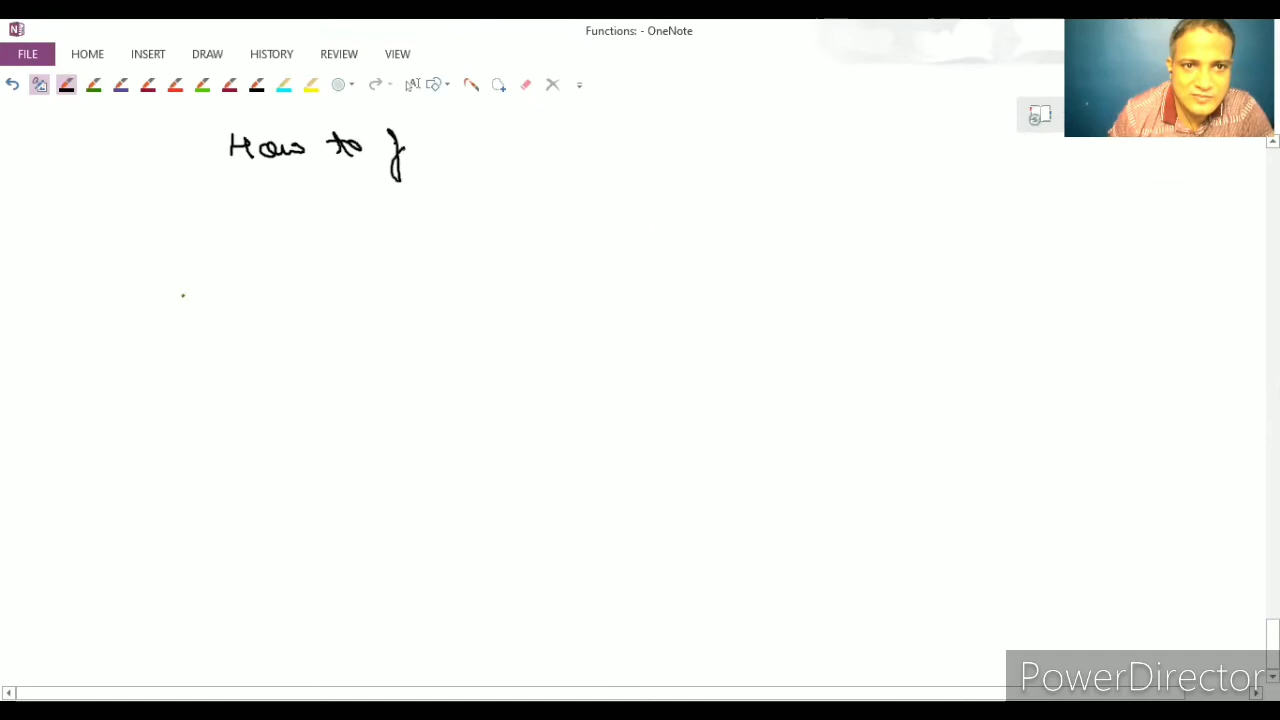 Functions: - OneNote
FILE HOME INSERT DRAW HISTORY REVIEW VIEW
How to f
PowerDirector